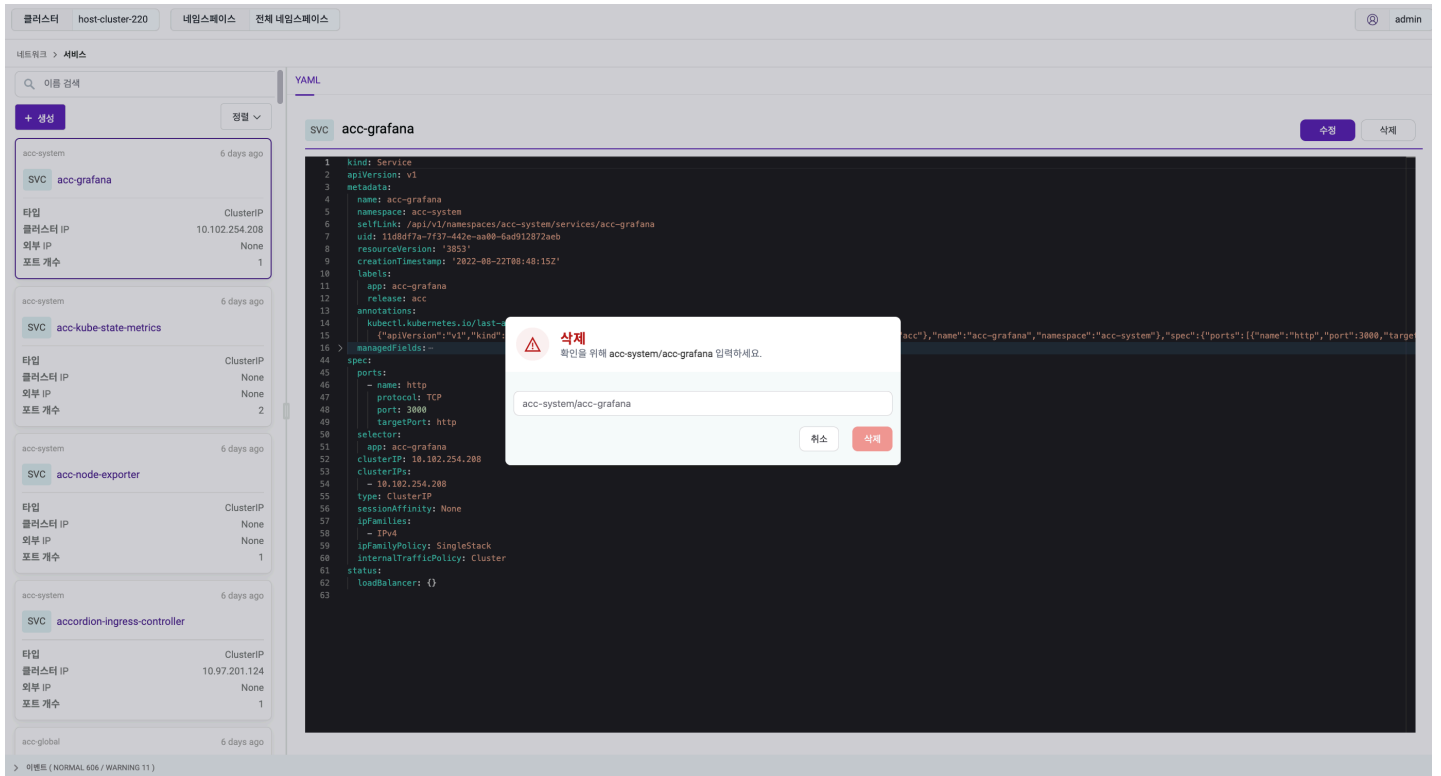 클러스터 host-cluster-220 네임스페이스 전체 네임스페이스 admin
네트워크 > 서비스
이름 검색
+ 생성 정렬
acc-system 6 days ago
SVC acc-grafana
타입 ClusterIP
클러스터 IP 10.102.254.208
외부 IP None
포트 개수 1
acc-system 6 days ago
SVC acc-kube-state-metrics
타입 ClusterIP
클러스터 IP None
외부 IP None
포트 개수 2
acc-system 6 days ago
SVC acc-node-exporter
타입 ClusterIP
클러스터 IP None
외부 IP None
포트 개수 1
acc-system 6 days ago
SVC accordion-ingress-controller
타입 ClusterIP
클러스터 IP 10.97.201.124
외부 IP None
포트 개수 1
acc-global 6 days ago
YAML
SVC acc-grafana 수정 삭제
1 kind: Service
2 apiVersion: v1
3 metadata:
4 name: acc-grafana
5 namespace: acc-system
6 selfLink: /api/v1/namespaces/acc-system/services/acc-grafana
7 uid: 11d8df7a-7f37-442e-aa00-6ad912872aeb
8 resourceVersion: '3853'
9 creationTimestamp: '2022-08-22T08:48:15Z'
10 labels:
11 app: acc-grafana
12 release: acc
13 annotations:
14 kubectl.kubernetes.io/last-a
15 {"apiVersion":"v1","kind": acc"},"name":"acc-grafana","namespace":"acc-system"},"spec":{"ports":[{"name":"http","port":3000,"target
16 > managedFields:
44 spec:
45 ports:
46 - name: http
47 protocol: TCP
48 port: 3000
49 targetPort: http
50 selector:
51 app: acc-grafana
52 clusterIP: 10.102.254.208
53 clusterIPs:
54 - 10.102.254.208
55 type: ClusterIP
56 sessionAffinity: None
57 ipFamilies:
58 - IPv4
59 ipFamilyPolicy: SingleStack
60 internalTrafficPolicy: Cluster
61 status:
62 loadBalancer: {}
63
삭제
확인을 위해 acc-system/acc-grafana 입력하세요.
acc-system/acc-grafana
취소 삭제
> 이벤트 ( NORMAL 606 / WARNING 11 )